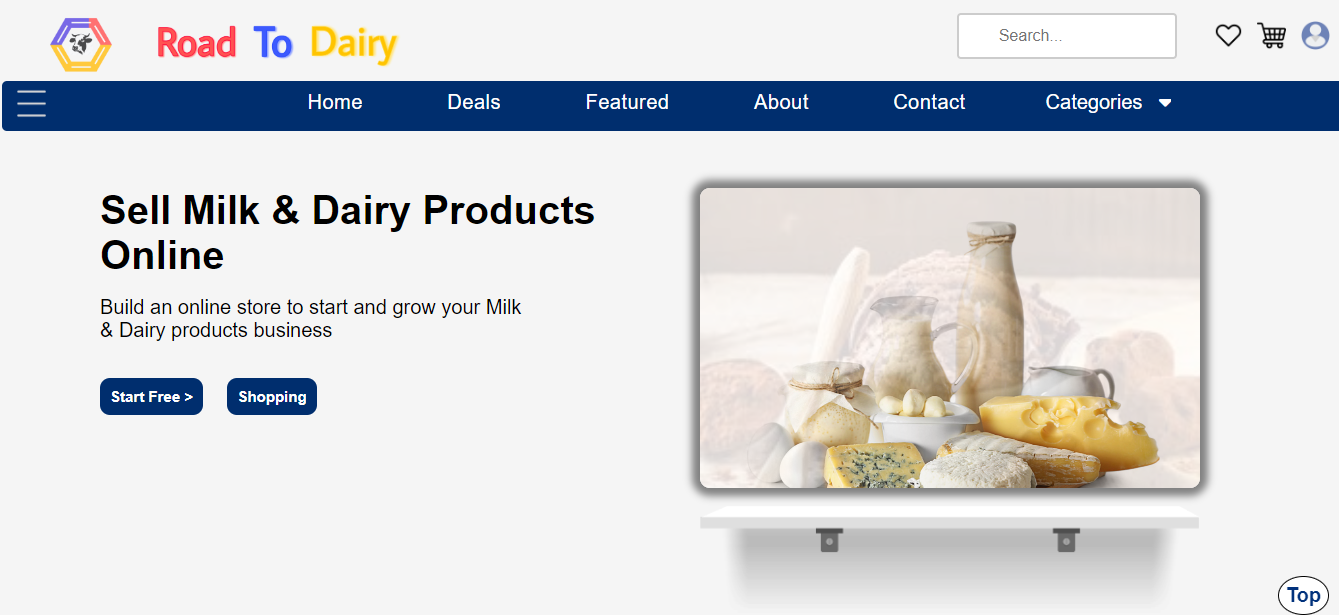 Road To Dairy
Search...
Home Deals Featured About Contact Categories
Sell Milk & Dairy Products
Online
Build an online store to start and grow your Milk
& Dairy products business
Start Free > Shopping
Top